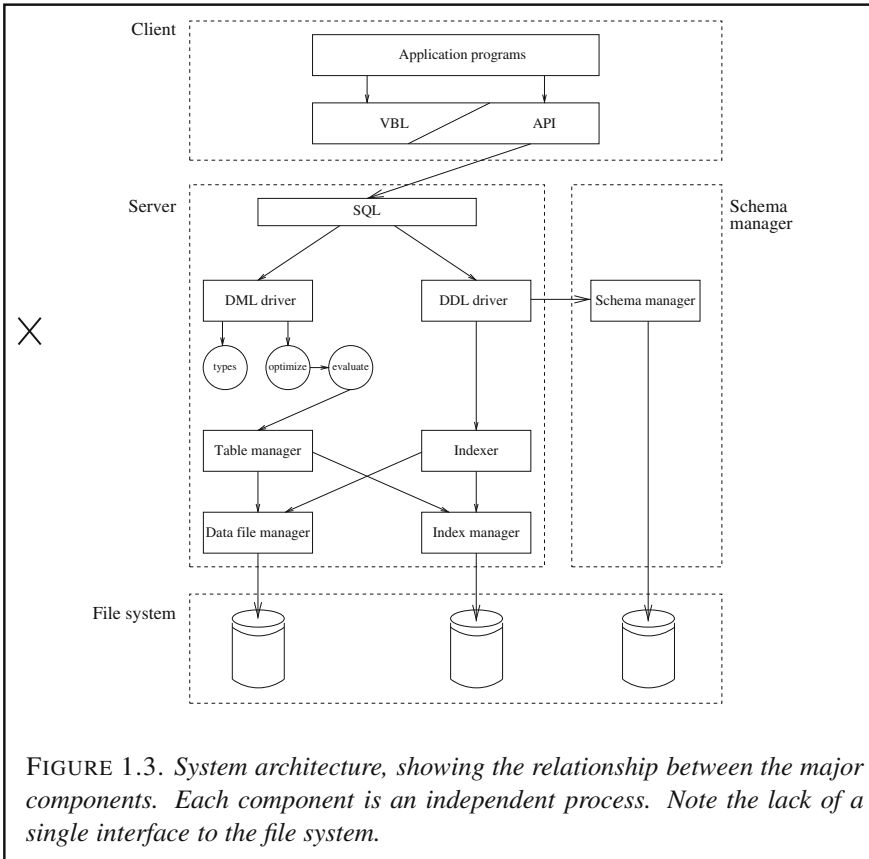 Client
Application programs
VBL
API
Server
Schema
manager
SQL
DML driver
DDL driver
Schema manager
types
optimize
evaluate
Table manager
Indexer
Data file manager
Index manager
File system
FIGURE 1.3. System architecture, showing the relationship between the major
components. Each component is an independent process. Note the lack of a
single interface to the file system.